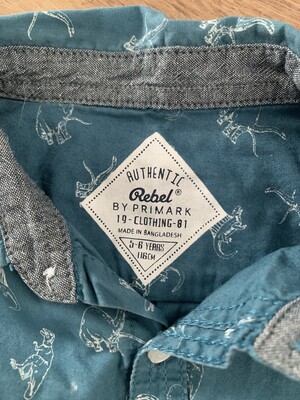 AUTHENTIC
Rebel®
BY PRIMARK
19-CLOTHING-81
MADE IN BANGLADESH
5-6 YEARS
116CM